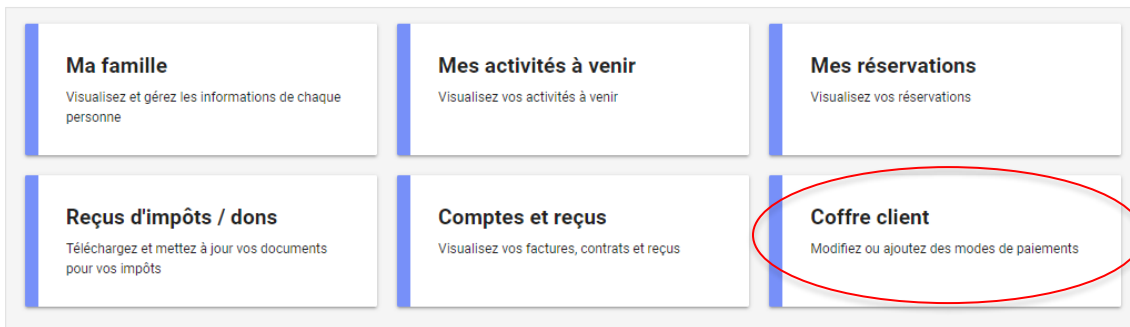 Ma famille
Visualisez et gérez les informations de chaque
personne
Mes activités à venir
Visualisez vos activités à venir
Mes réservations
Visualisez vos réservations
Reçus d'impôts / dons
Téléchargez et mettez à jour vos documents
pour vos impôts
Comptes et reçus
Visualisez vos factures, contrats et reçus
Coffre client
Modifiez ou ajoutez des modes de paiements